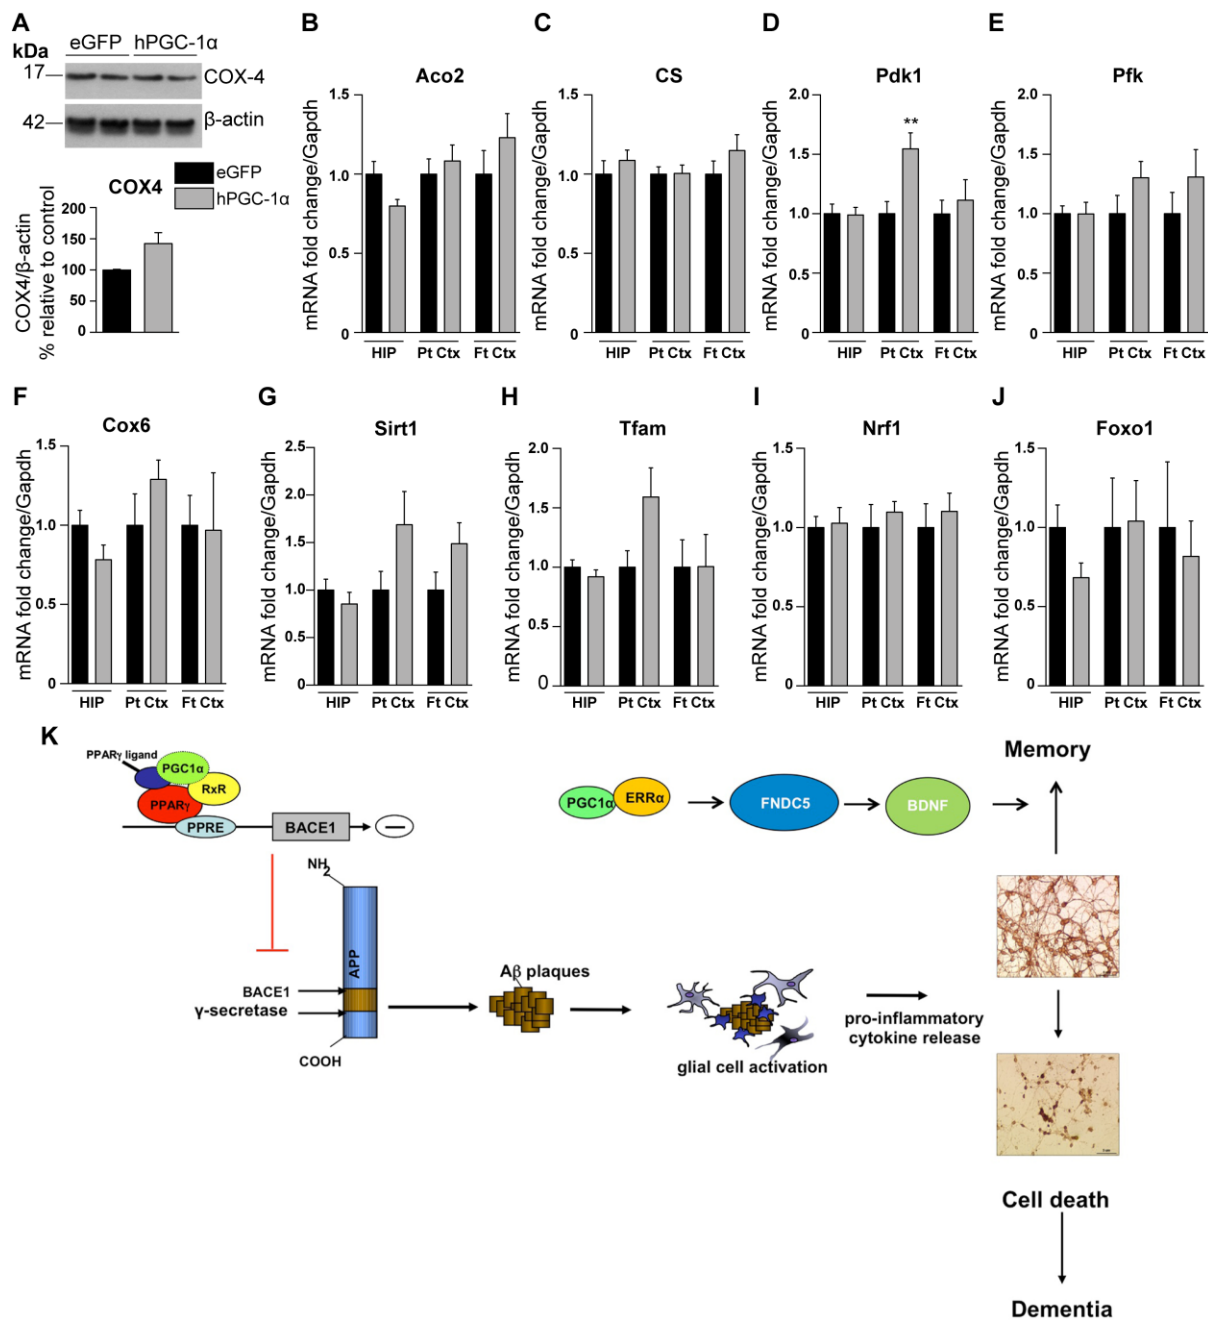 A
kDa
eGFP hPGC-1α
17 COX-4
42 β-actin
eGFP
hPGC-1α
COX4
COX4/β-actin
% relative to control
200
150
100
50
0
B
Aco2
mRNA fold change/Gapdh
1.5
1.0
0.5
0
HIP Pt Ctx Ft Ctx
C
CS
mRNA fold change/Gapdh
1.5
1.0
0.5
0
HIP Pt Ctx Ft Ctx
D
Pdk1
mRNA fold change/Gapdh
2.0
1.5
1.0
0.5
0
**
HIP Pt Ctx Ft Ctx
E
Pfk
mRNA fold change/Gapdh
2.0
1.5
1.0
0.5
0
HIP Pt Ctx Ft Ctx
F
Cox6
mRNA fold change/Gapdh
1.5
1.0
0.5
0
HIP Pt Ctx Ft Ctx
G
Sirt1
mRNA fold change/Gapdh
2.5
2.0
1.5
1.0
0.5
0
HIP Pt Ctx Ft Ctx
H
Tfam
mRNA fold change/Gapdh
2.0
1.5
1.0
0.5
0
HIP Pt Ctx Ft Ctx
I
Nrf1
mRNA fold change/Gapdh
1.5
1.0
0.5
0
HIP Pt Ctx Ft Ctx
J
Foxo1
mRNA fold change/Gapdh
1.5
1.0
0.5
0
HIP Pt Ctx Ft Ctx
K
PPARγ ligand
PGC1α
RxR
PPARγ
PPRE
BACE1
PGC1α
ERRα
FNDC5
BDNF
Memory
NH2
APP
BACE1
γ-secretase
COOH
Aβ plaques
glial cell activation
pro-inflammatory
cytokine release
Cell death
Dementia